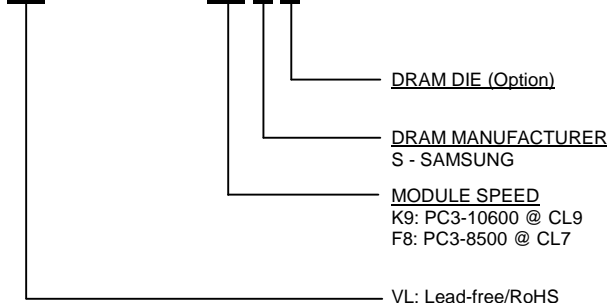 DRAM DIE (Option)
DRAM MANUFACTURER
S - SAMSUNG
MODULE SPEED
K9: PC3-10600 @ CL9
F8: PC3-8500 @ CL7
VL: Lead-free/RoHS